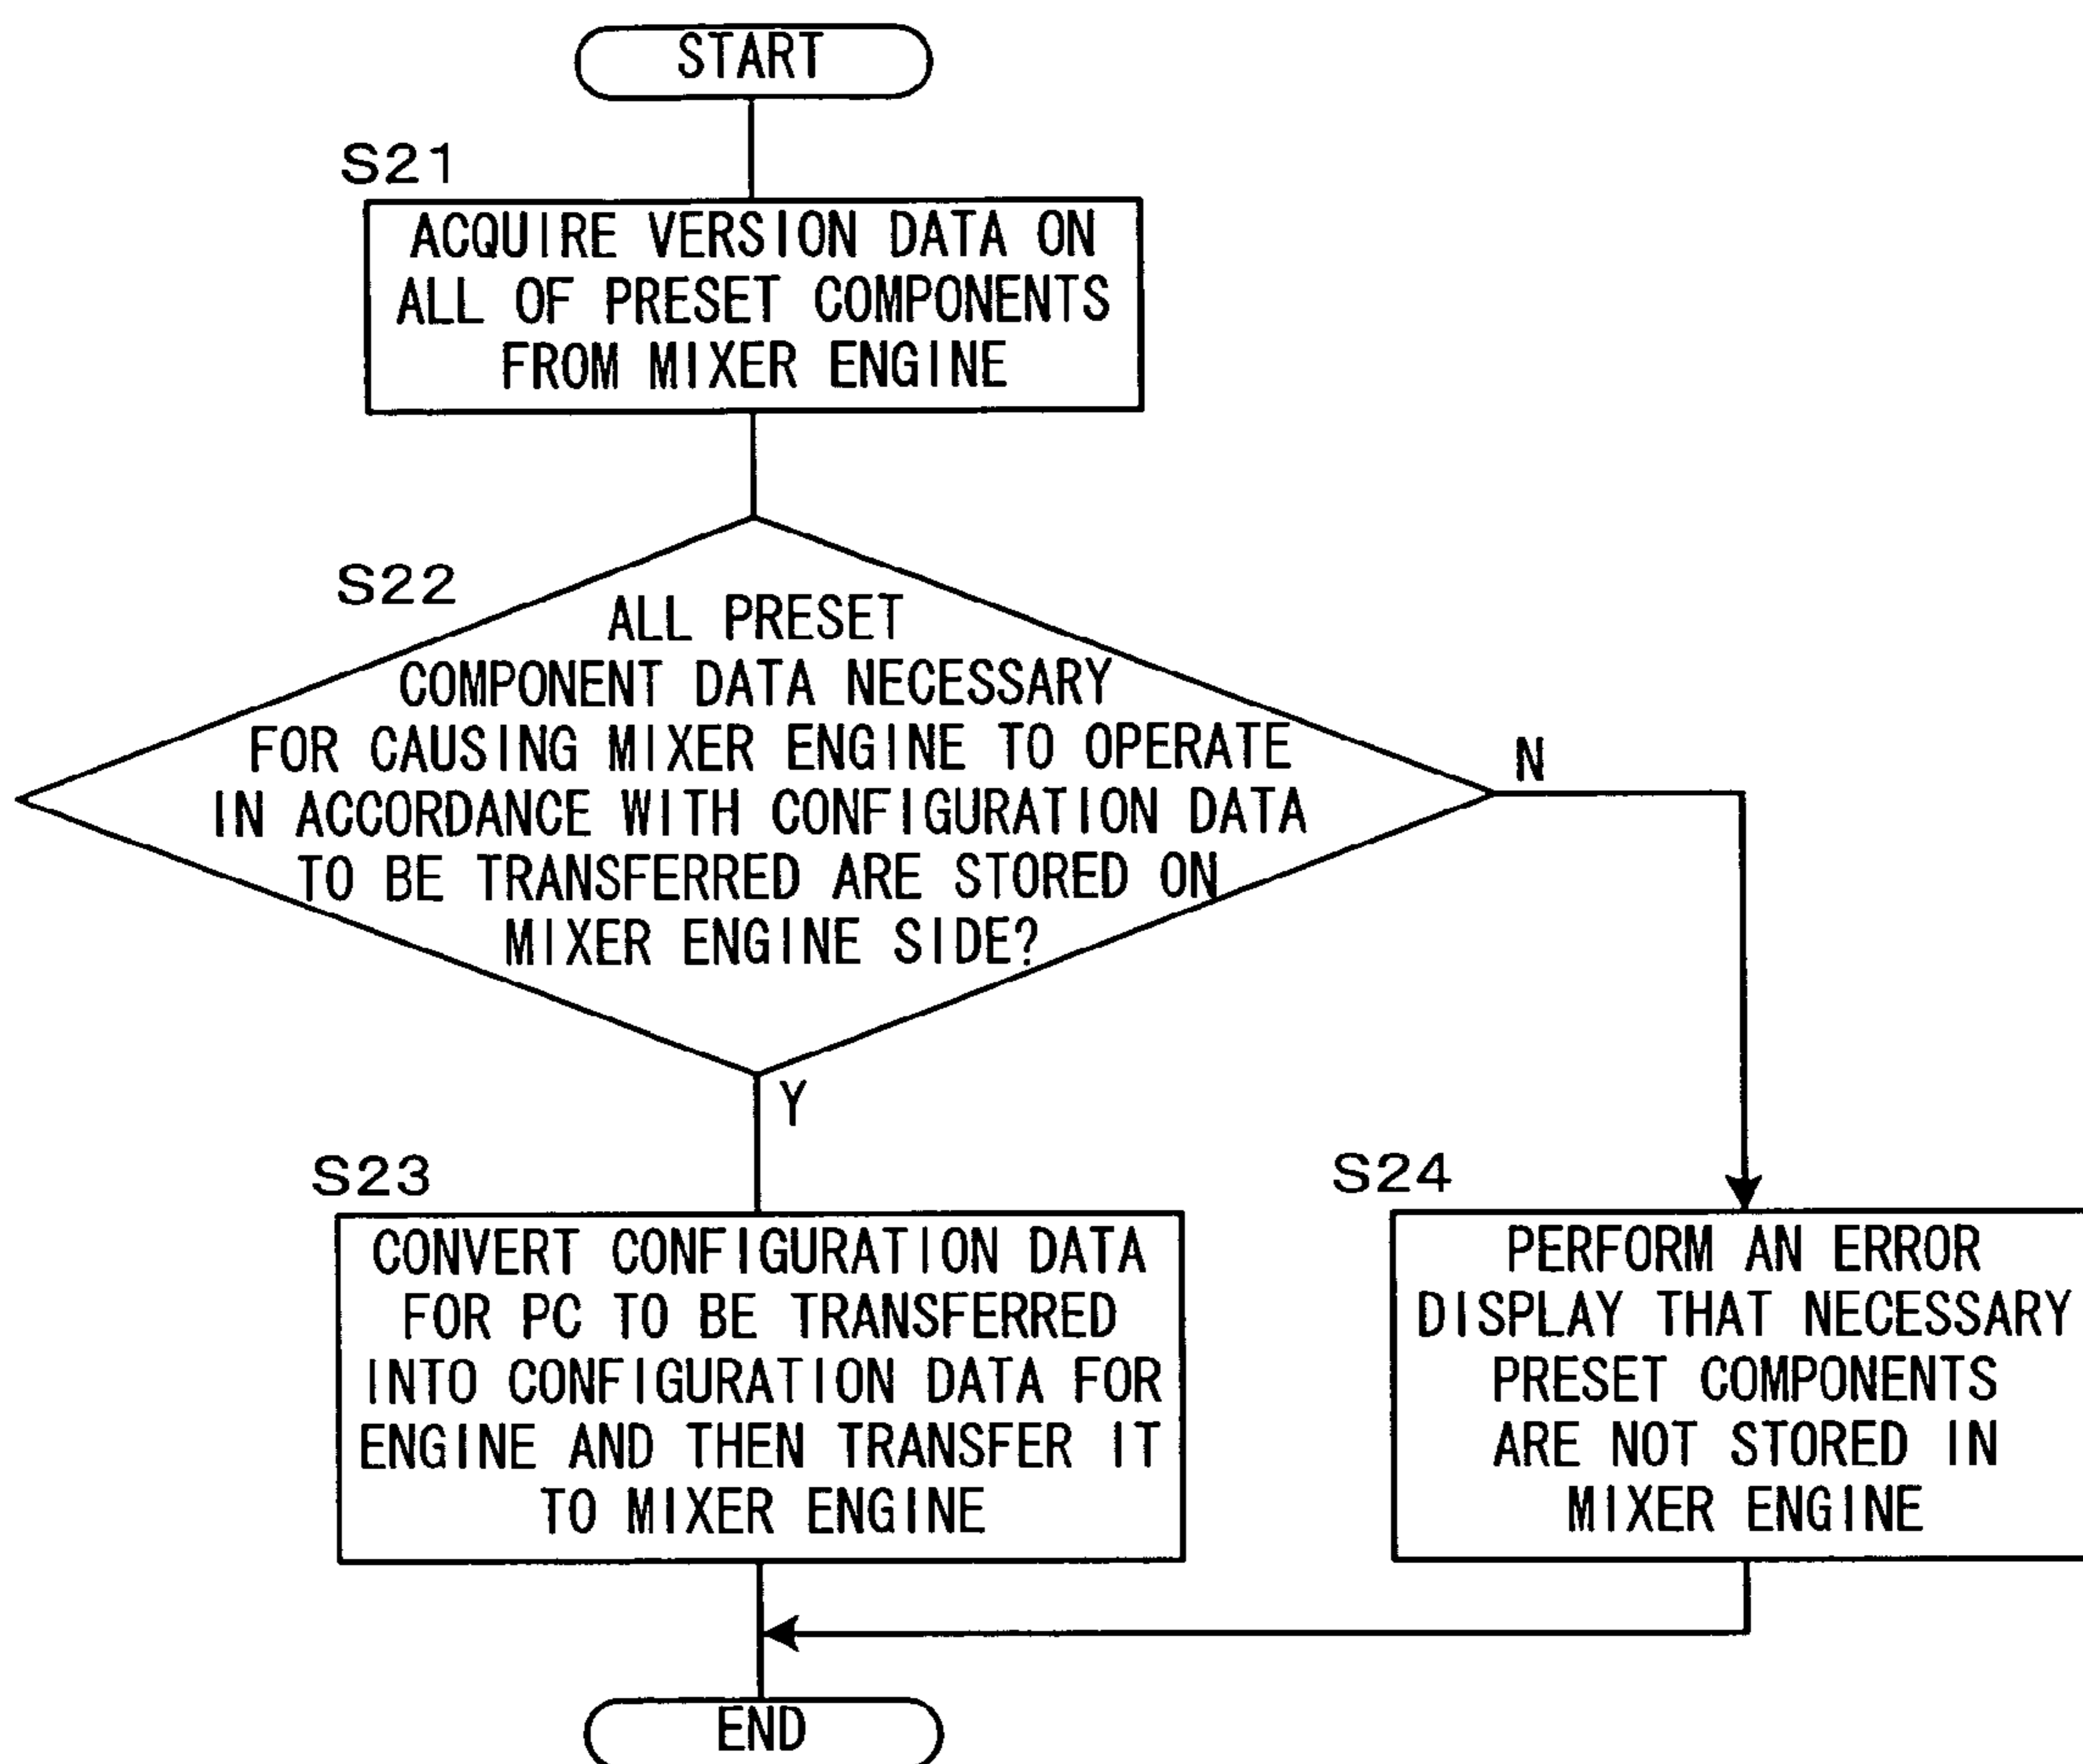 START
S21
ACQUIRE VERSION DATA ON
ALL OF PRESET COMPONENTS
FROM MIXER ENGINE
S22
ALL PRESET
COMPONENT DATA NECESSARY
FOR CAUSING MIXER ENGINE TO OPERATE
IN ACCORDANCE WITH CONFIGURATION DATA
TO BE TRANSFERRED ARE STORED ON
MIXER ENGINE SIDE?
N
Y
S23
CONVERT CONFIGURATION DATA
FOR PC TO BE TRANSFERRED
INTO CONFIGURATION DATA FOR
ENGINE AND THEN TRANSFER IT
TO MIXER ENGINE
S24
PERFORM AN ERROR
DISPLAY THAT NECESSARY
PRESET COMPONENTS
ARE NOT STORED IN
MIXER ENGINE
END